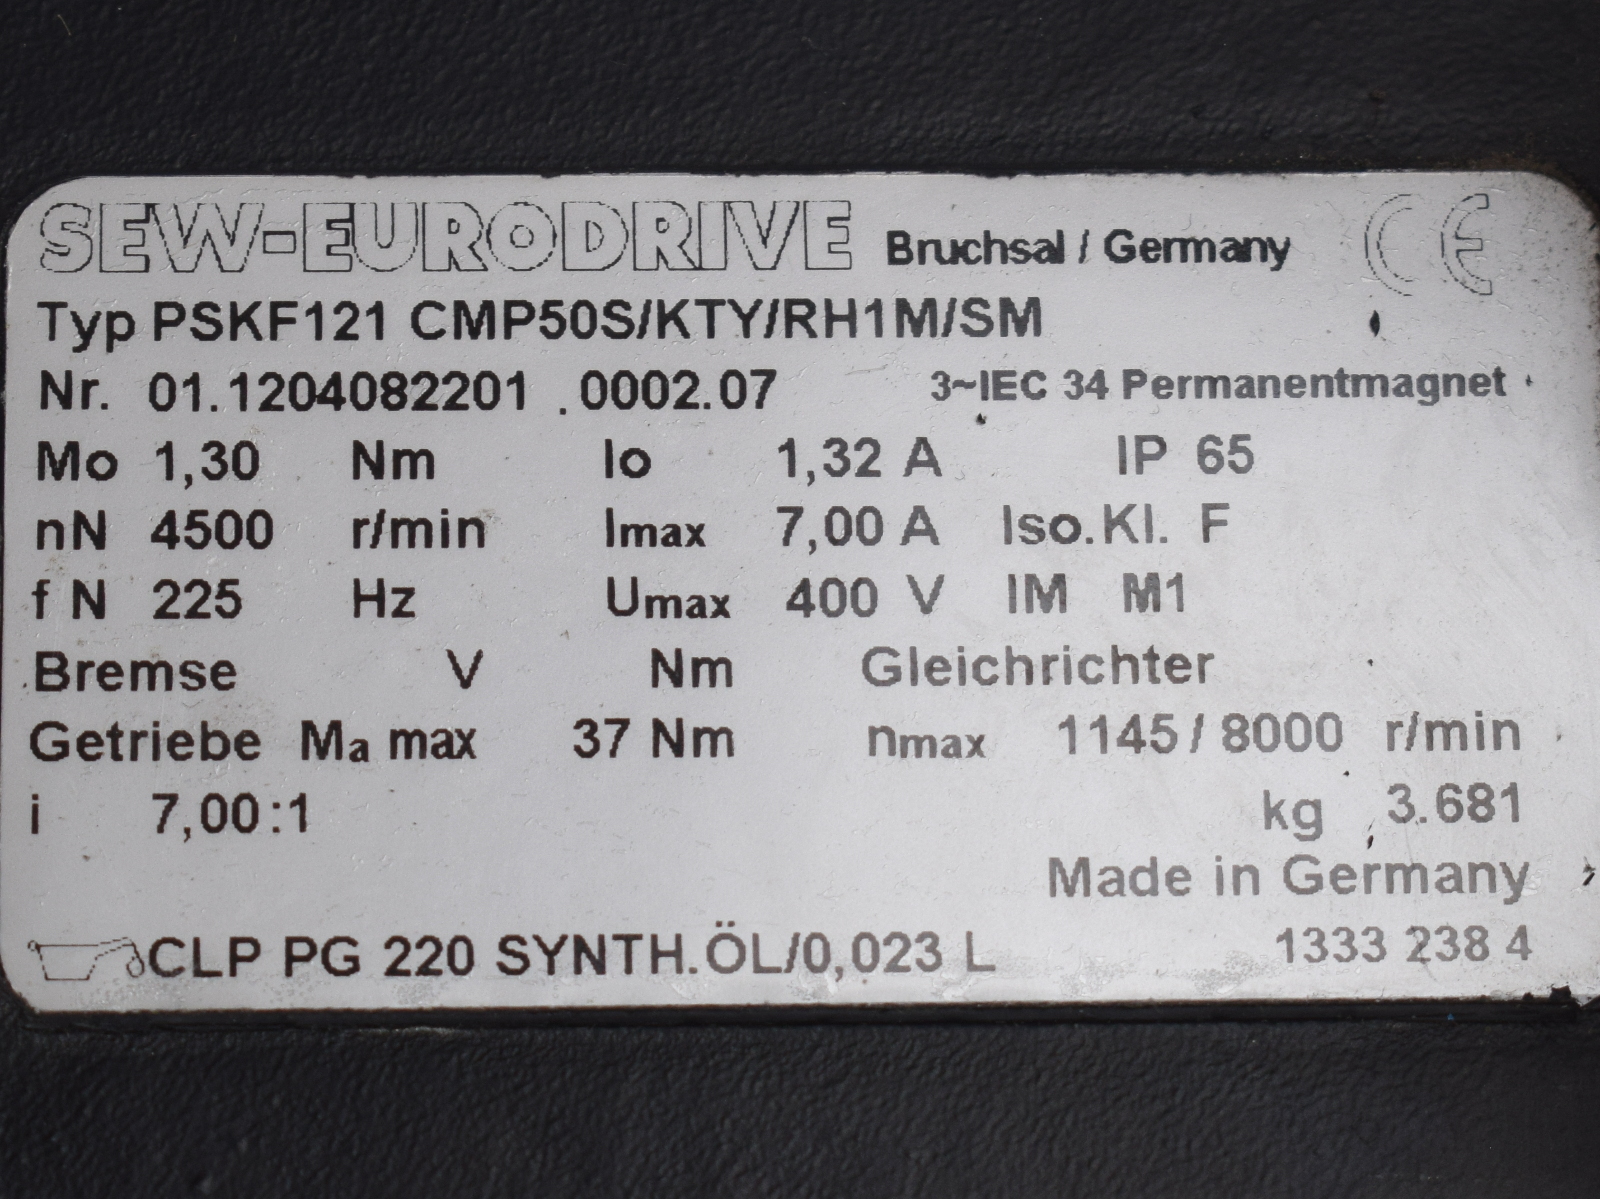 SEW-EURODRIVE Bruchsal / Germany CE
Typ PSKF121 CMP50S/KTY/RH1M/SM
Nr. 01.1204082201 .0002.07 3~IEC 34 Permanentmagnet
Mo 1,30 Nm Io 1,32 A IP 65
nN 4500 r/min Imax 7,00 A Iso.Kl. F
fN 225 Hz Umax 400 V IM M1
Bremse V Nm Gleichrichter
Getriebe Ma max 37 Nm nmax 1145/8000 r/min
i 7,00:1 kg 3.681
Made in Germany
CLP PG 220 SYNTH.ÖL/0,023 L 1333 238 4